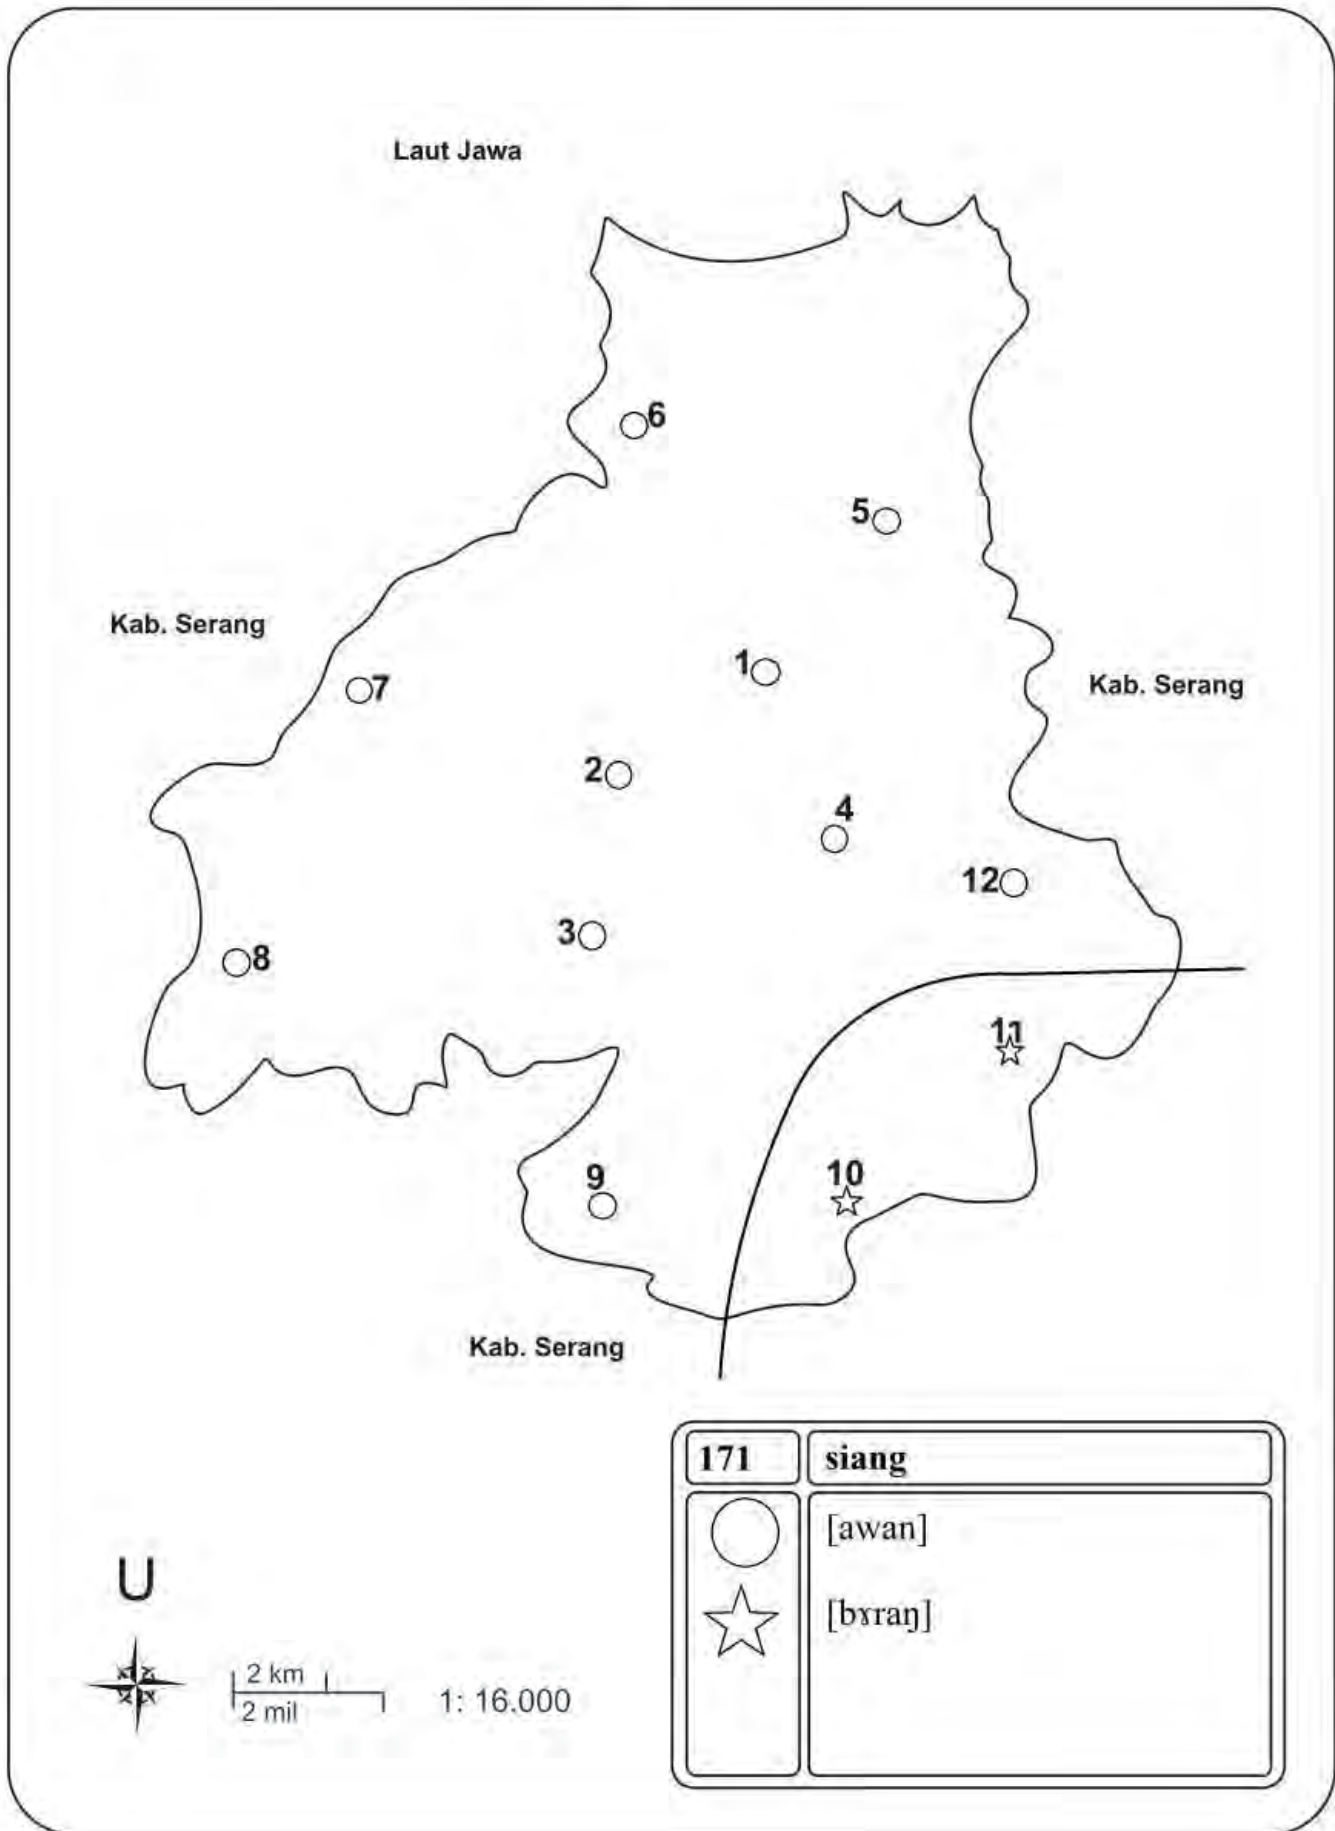 Laut Jawa
6
5
Kab. Serang
1
7
Kab. Serang
2
4
12
3
8
11
10
9
Kab. Serang
171 siang
[awan]
[bɤraŋ]
U
2 km
2 mil
1: 16.000